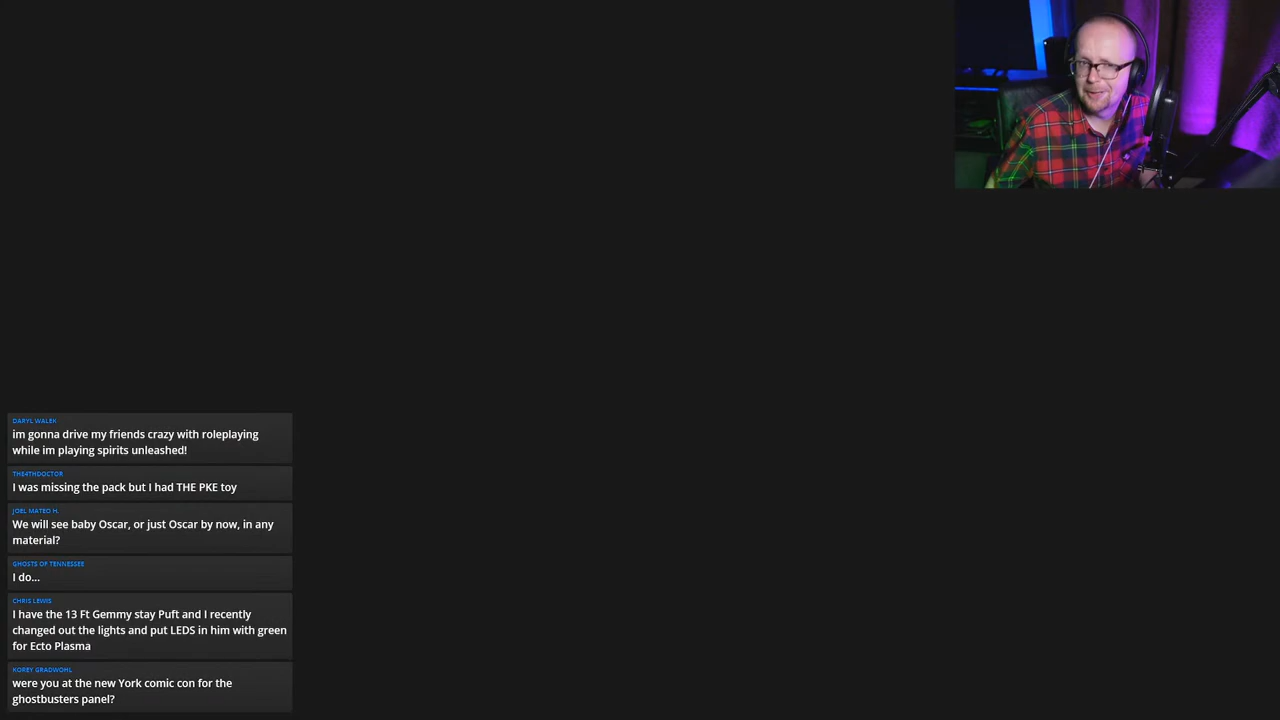 DARYL WALEK
im gonna drive my friends crazy with roleplaying
while im playing spirits unleashed!
THE4THDOCTOR
I was missing the pack but I had THE PKE toy
JOEL MATEO H.
We will see baby Oscar, or just Oscar by now, in any
material?
GHOSTS OF TENNESSEE
I do...
CHRIS LEWIS
I have the 13 Ft Gemmy stay Puft and I recently
changed out the lights and put LEDS in him with green
for Ecto Plasma
KOREY GRADWOHL
were you at the new York comic con for the
ghostbusters panel?